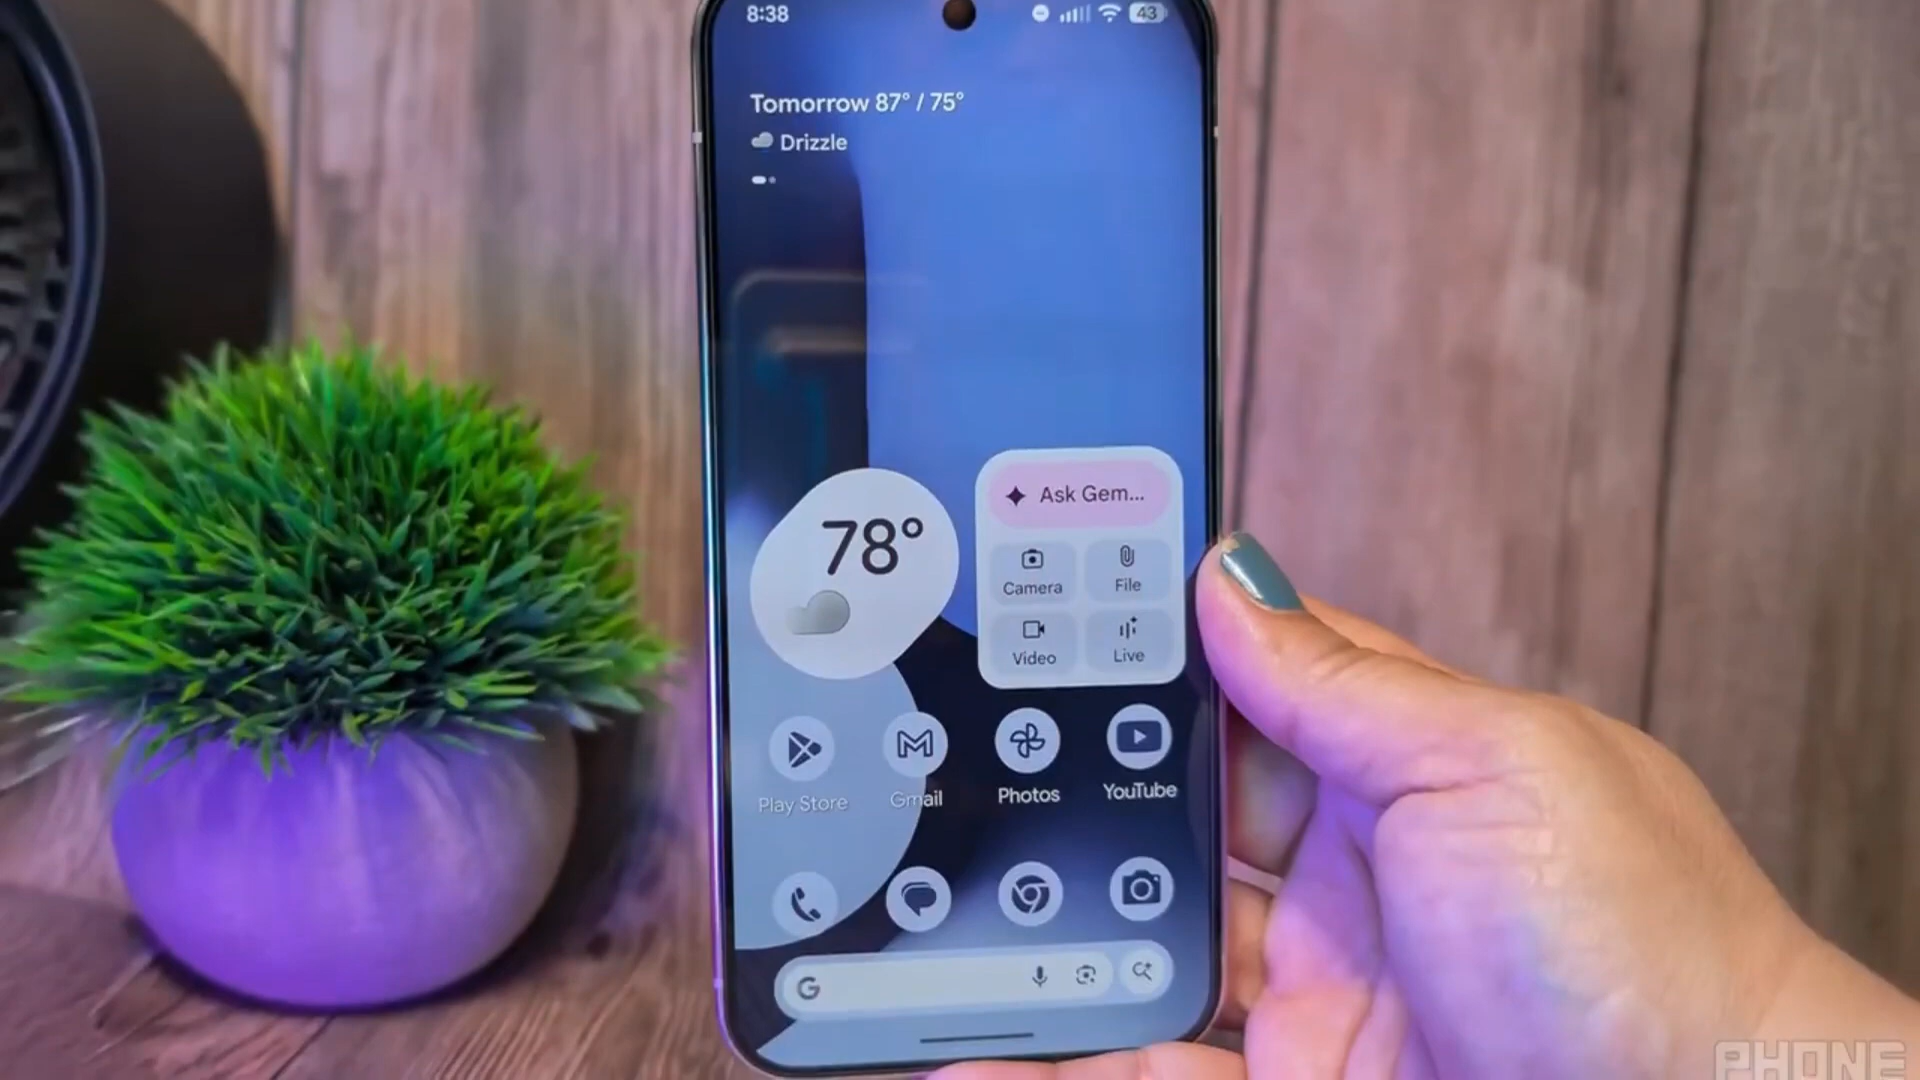 8:38
43
Tomorrow 87° / 75°
Drizzle
78°
Ask Gem...
Camera
File
Video
Live
Play Store
Gmail
Photos
YouTube
G
PHONE